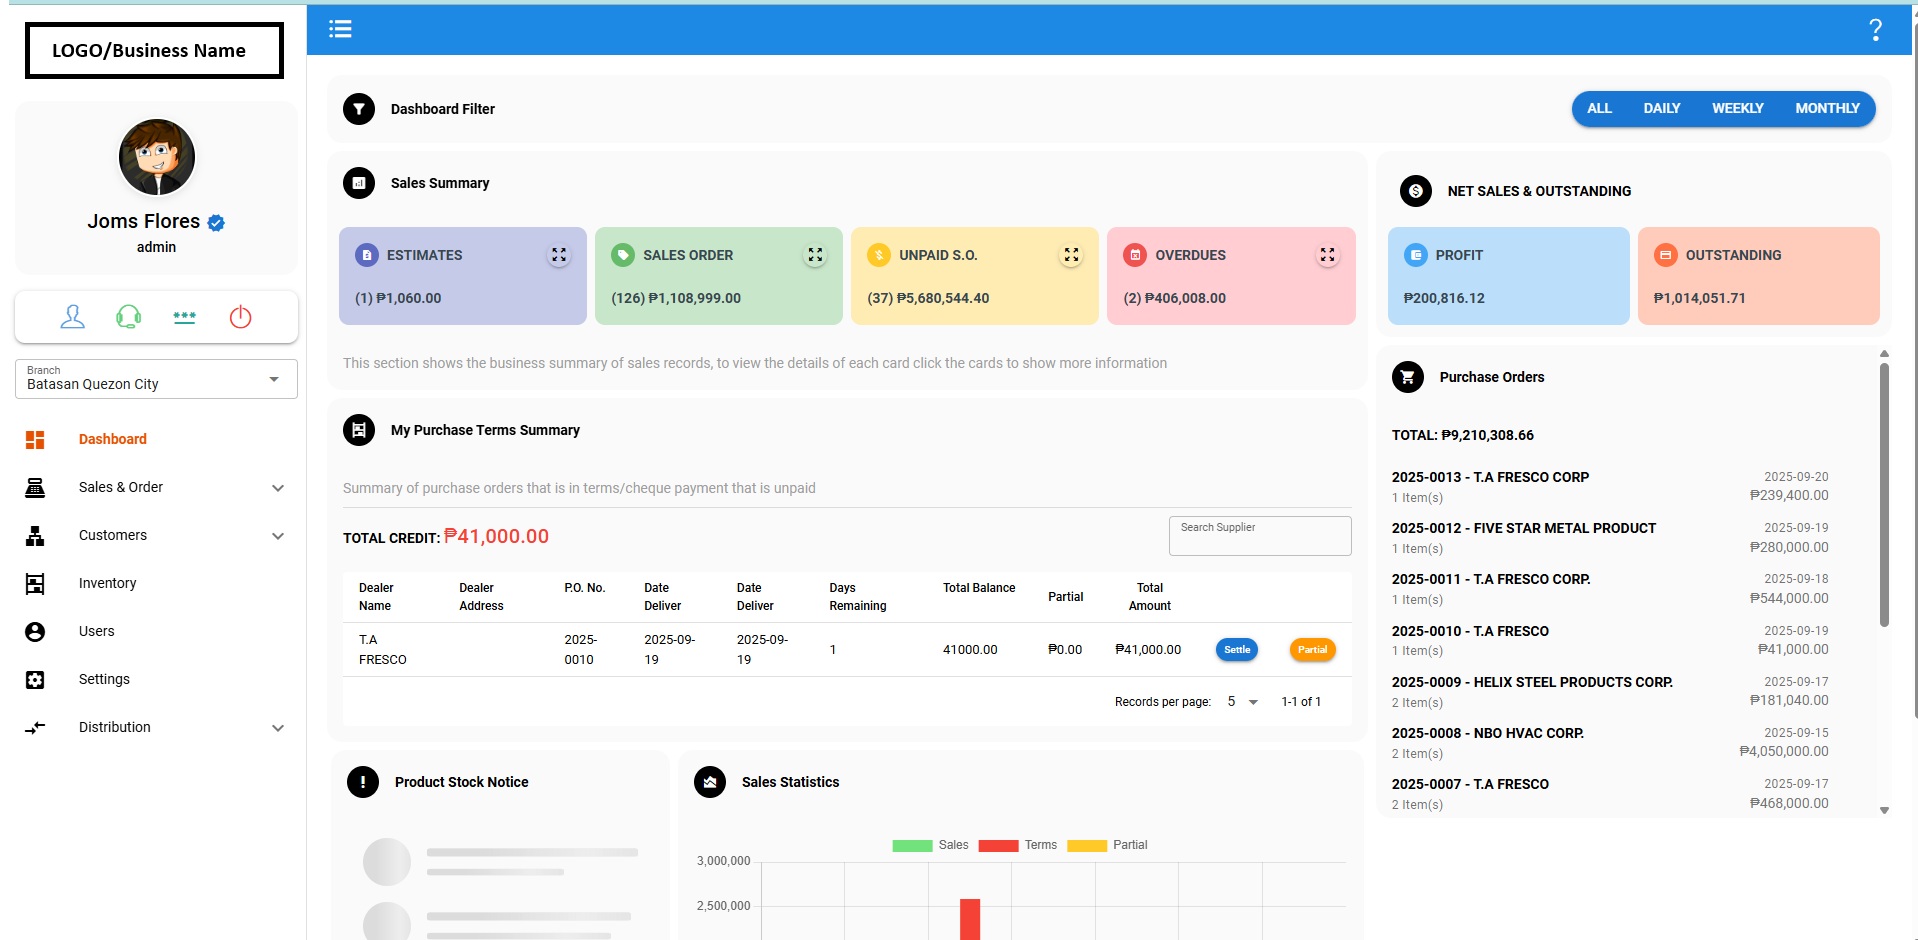 LOGO/Business Name
Joms Flores
admin
***
Branch
Batasan Quezon City
Dashboard
Sales & Order
Customers
Inventory
Users
Settings
Distribution
?
Dashboard Filter
ALL DAILY WEEKLY MONTHLY
Sales Summary
ESTIMATES
(1) ₱1,060.00
SALES ORDER
(126) ₱1,108,999.00
UNPAID S.O.
(37) ₱5,680,544.40
OVERDUES
(2) ₱406,008.00
This section shows the business summary of sales records, to view the details of each card click the cards to show more information
NET SALES & OUTSTANDING
PROFIT
₱200,816.12
OUTSTANDING
₱1,014,051.71
My Purchase Terms Summary
Summary of purchase orders that is in terms/cheque payment that is unpaid
TOTAL CREDIT: ₱41,000.00
Search Supplier
Dealer Name
Dealer Address
P.O. No.
Date Deliver
Date Deliver
Days Remaining
Total Balance
Partial
Total Amount
T.A FRESCO
2025-0010
2025-09-19
2025-09-19
1
41000.00
₱0.00
₱41,000.00
Settle
Partial
Records per page: 5 1-1 of 1
Purchase Orders
TOTAL: ₱9,210,308.66
2025-0013 - T.A FRESCO CORP 2025-09-20
1 Item(s) ₱239,400.00
2025-0012 - FIVE STAR METAL PRODUCT 2025-09-19
1 Item(s) ₱280,000.00
2025-0011 - T.A FRESCO CORP. 2025-09-18
1 Item(s) ₱544,000.00
2025-0010 - T.A FRESCO 2025-09-19
1 Item(s) ₱41,000.00
2025-0009 - HELIX STEEL PRODUCTS CORP. 2025-09-17
2 Item(s) ₱181,040.00
2025-0008 - NBO HVAC CORP. 2025-09-15
2 Item(s) ₱4,050,000.00
2025-0007 - T.A FRESCO 2025-09-17
2 Item(s) ₱468,000.00
Product Stock Notice
Sales Statistics
Sales Terms Partial
3,000,000
2,500,000